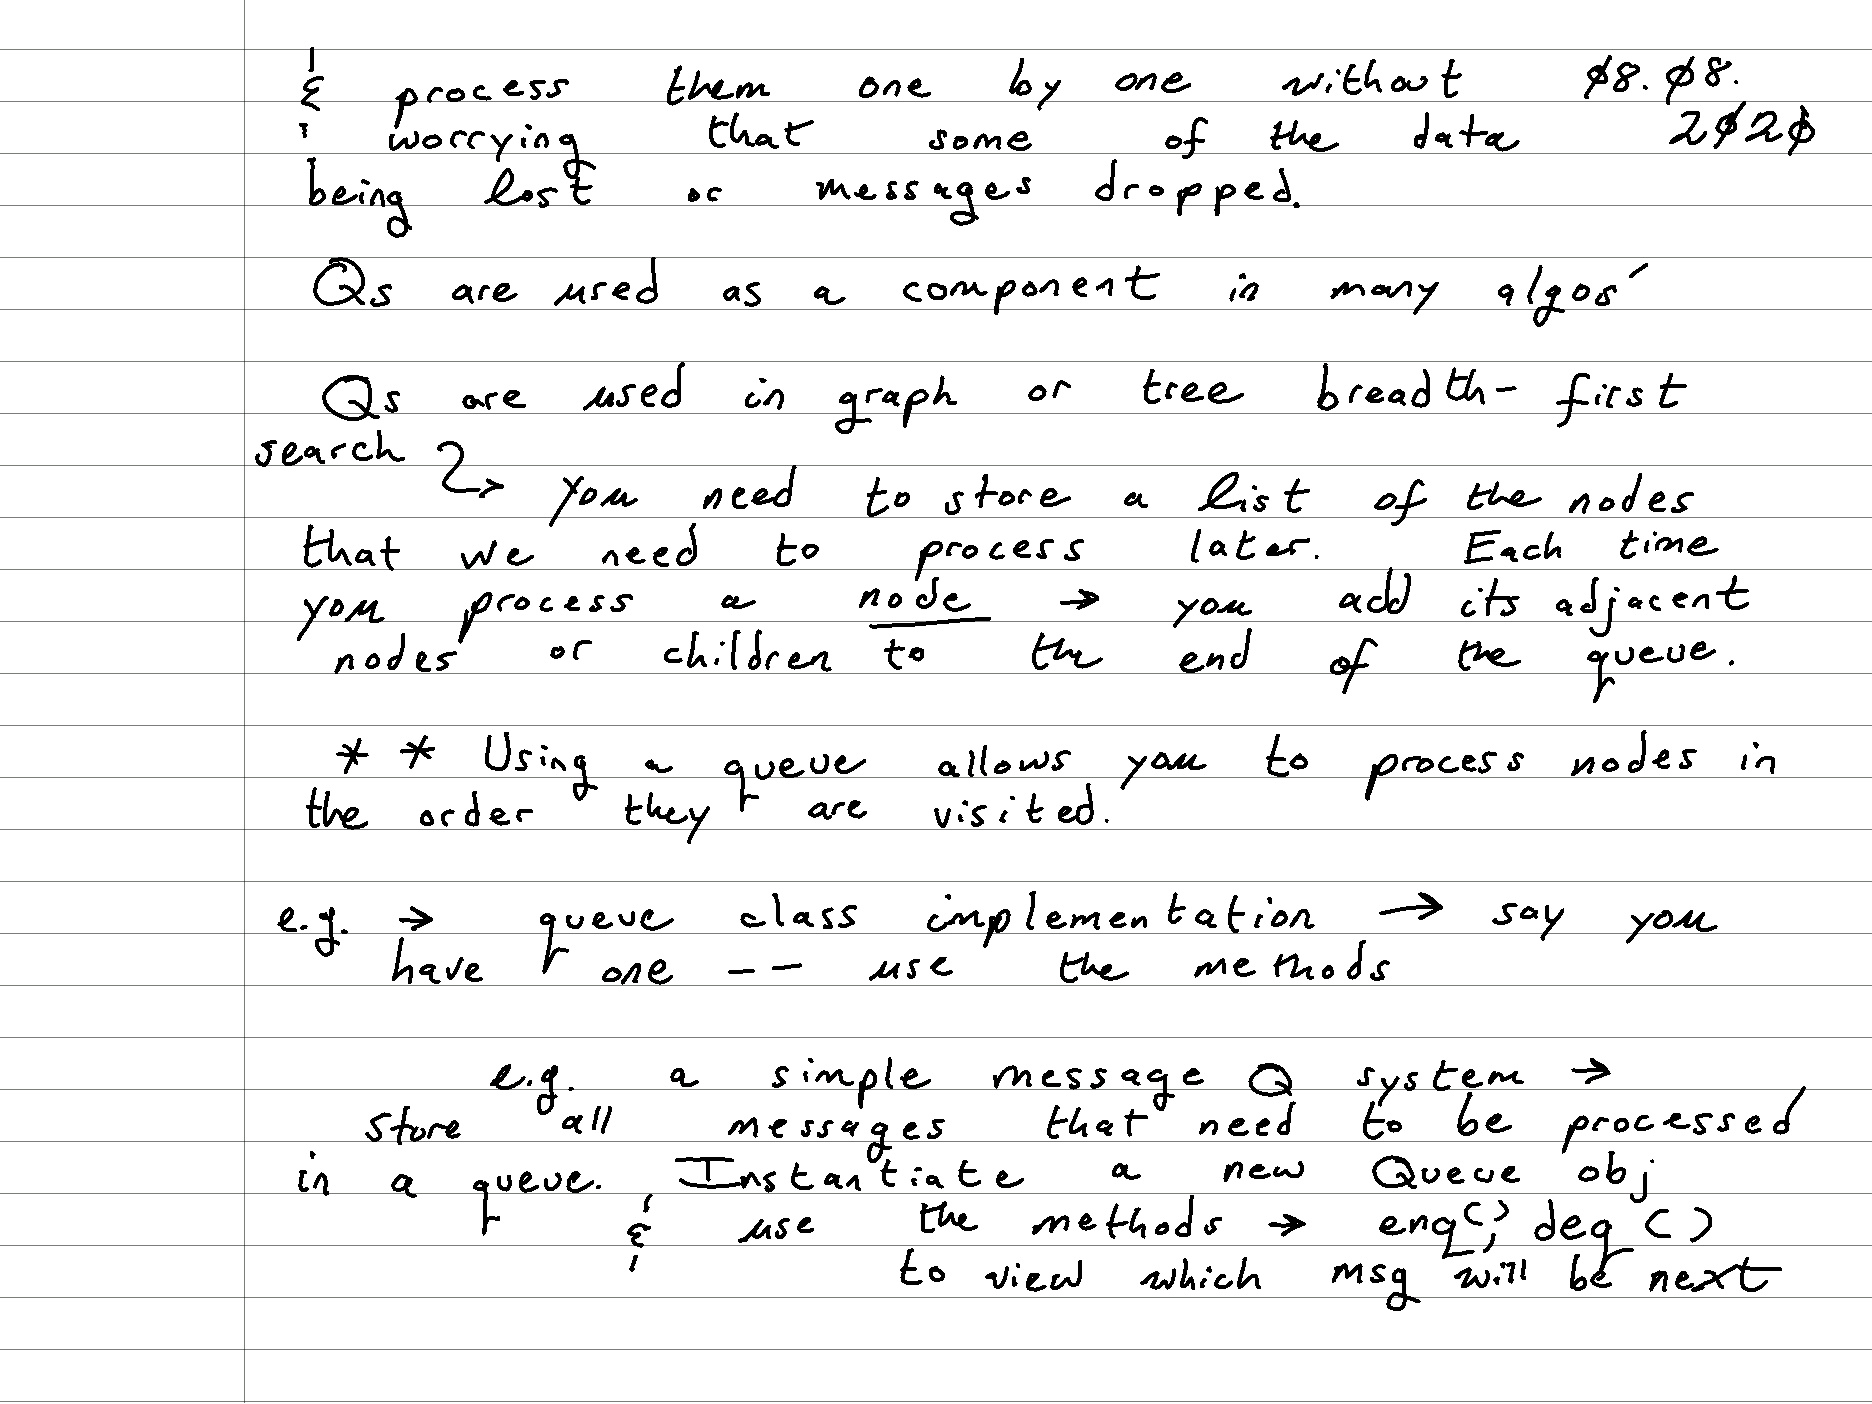 & process them one by one without 08.08.
worrying that some of the data 2020
being lost or messages dropped.
Qs are used as a component in many algos'
Qs are used in graph or tree breadth-first
search ↪ you need to store a list of the nodes
that we need to process later. Each time
you process a node → you add its adjacent
nodes or children to the end of the queue.
* * Using a queue allows you to process nodes in
the order they are visited.
e.g. → queue class implementation → say you
have one -- use the methods
e.g. a simple message Q system →
store all messages that need to be processed
in a queue. Instantiate a new Queue obj
& use the methods → enq(), deq()
to view which msg will be next